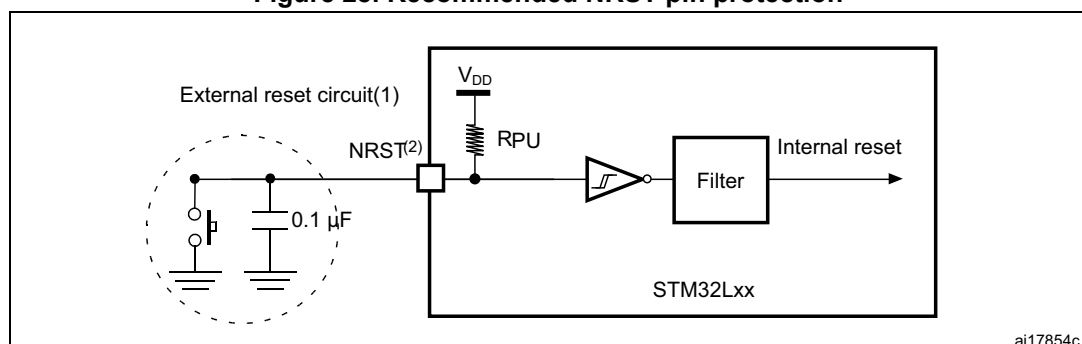 Figure 28. Recommended NRST pin protection
VDD
External reset circuit(1)
NRST(2)
RPU
Internal reset
Filter
0.1 µF
STM32Lxx
ai17854c